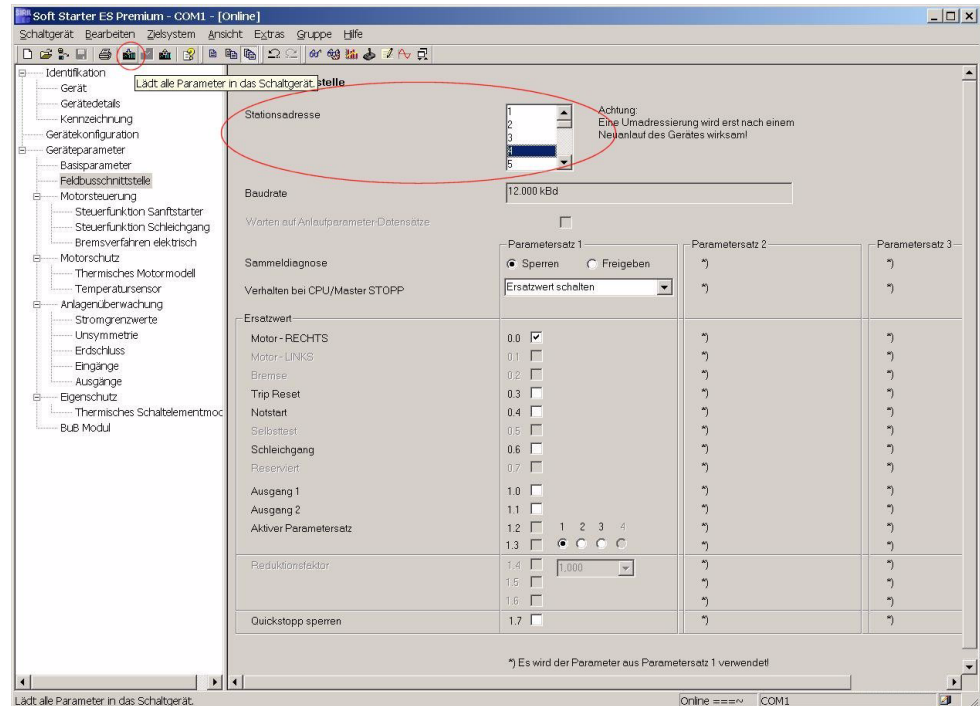 Soft Starter ES Premium - COM1 - [Online]
Schaltgerät Bearbeiten Zielsystem Ansicht Extras Gruppe Hilfe
Lädt alle Parameter in das Schaltgerät.
Identifikation
Gerät
Gerätedetails
Kennzeichnung
Gerätekonfiguration
Geräteparameter
Basisparameter
Feldbusschnittstelle
Motorsteuerung
Steuerfunktion Sanftstarter
Steuerfunktion Schleichgang
Bremsverfahren elektrisch
Motorschutz
Thermisches Motormodell
Temperatursensor
Anlagenüberwachung
Stromgrenzwerte
Unsymmetrie
Erdschluss
Eingänge
Ausgänge
Eigenschutz
Thermisches Schaltelementmod
BuB Modul
stelle
Stationsadresse
1
2
3
4
5
Achtung:
Eine Umadressierung wird erst nach einem
Neuanlauf des Gerätes wirksam!
Baudrate 12.000 kBd
Warten auf Anlaufparameter-Datensätze
Parametersatz 1 Parametersatz 2 Parametersatz 3
Sammeldiagnose Sperren Freigeben *) *)
Verhalten bei CPU/Master STOPP Ersatzwert schalten *) *)
Ersatzwert
Motor - RECHTS 0.0 *) *)
Motor - LINKS 0.1 *) *)
Bremse 0.2 *) *)
Trip Reset 0.3 *) *)
Notstart 0.4 *) *)
Selbsttest 0.5 *) *)
Schleichgang 0.6 *) *)
Reserviert 0.7 *) *)
Ausgang 1 1.0 *) *)
Ausgang 2 1.1 *) *)
Aktiver Parametersatz 1.2 1 2 3 4 *) *)
1.3 *) *)
Reduktionsfaktor 1.4 1.000 *) *)
1.5 *) *)
1.6 *) *)
Quickstopp sperren 1.7 *) *)
*) Es wird der Parameter aus Parametersatz 1 verwendet!
Lädt alle Parameter in das Schaltgerät. Online ===~ COM1